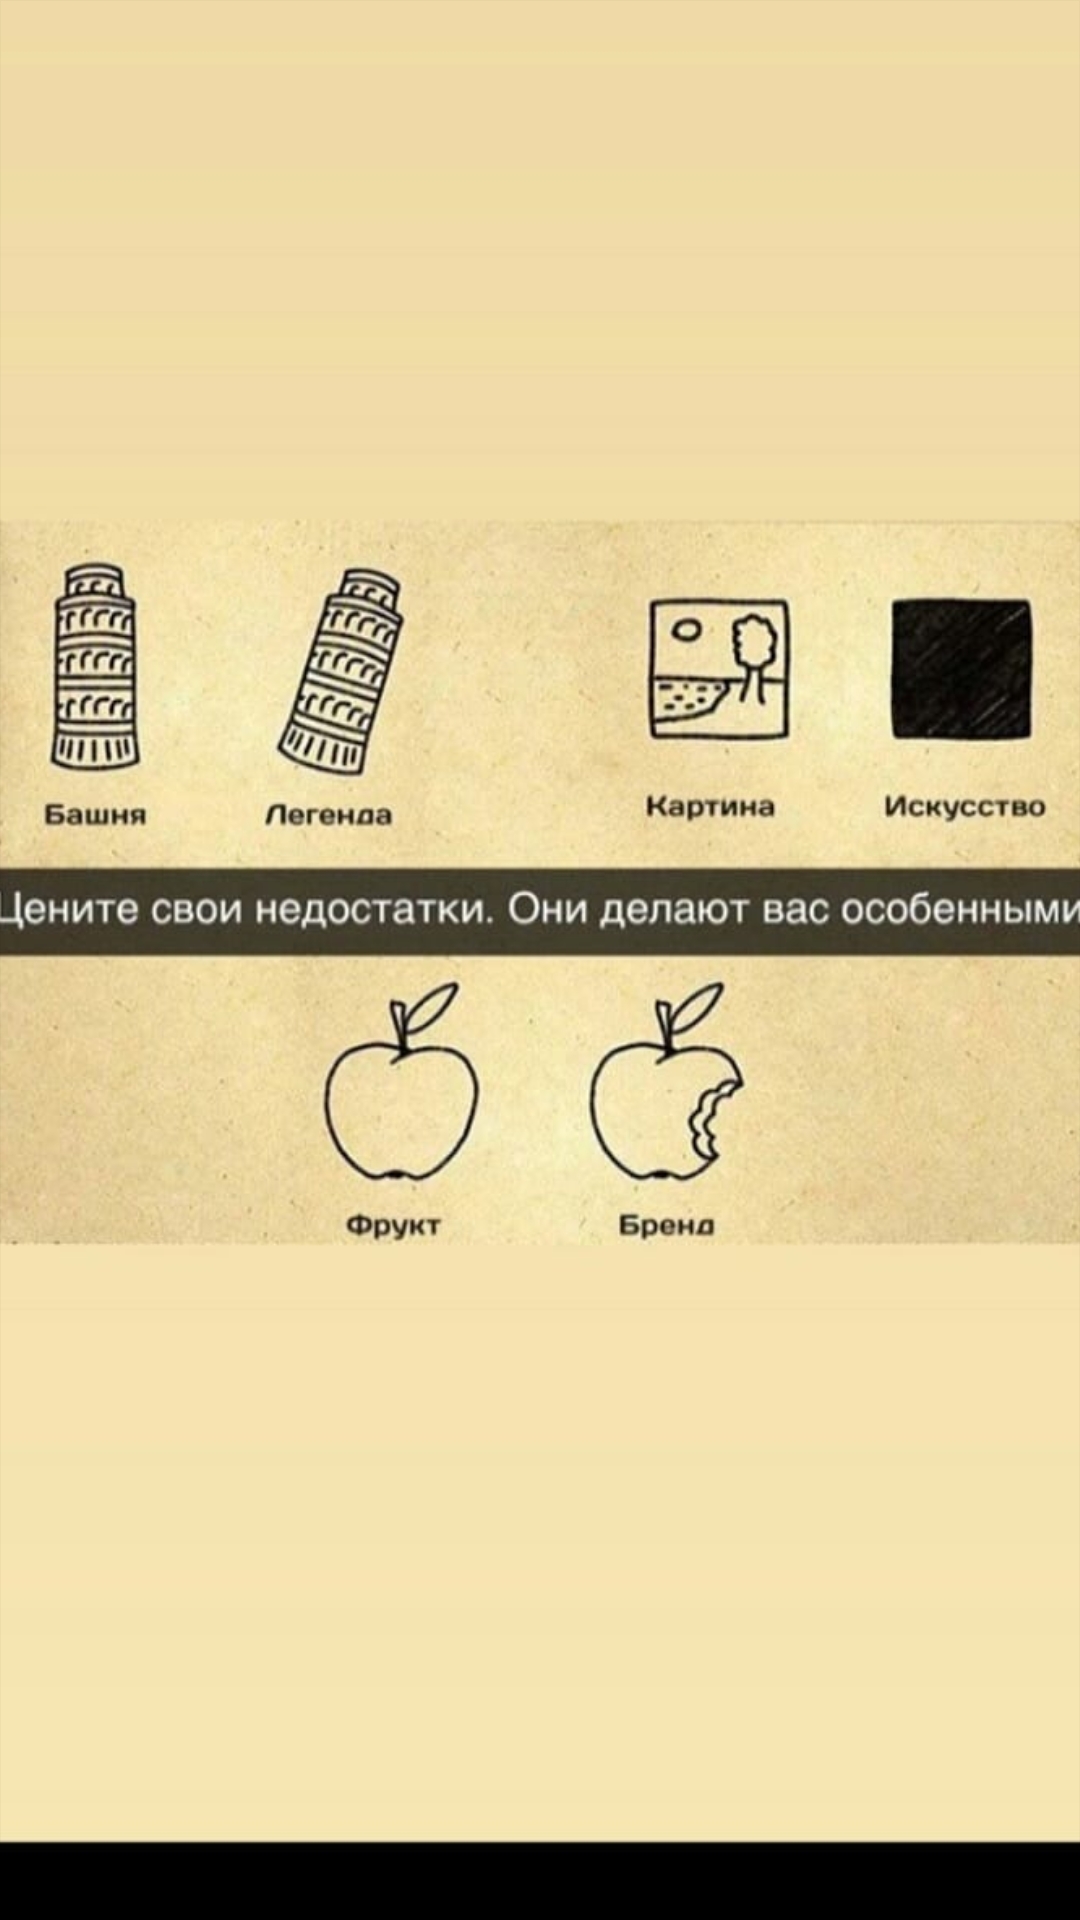 Башня Легенда Картина Искусство
Цените свои недостатки. Они делают вас особенными
Фрукт Бренд